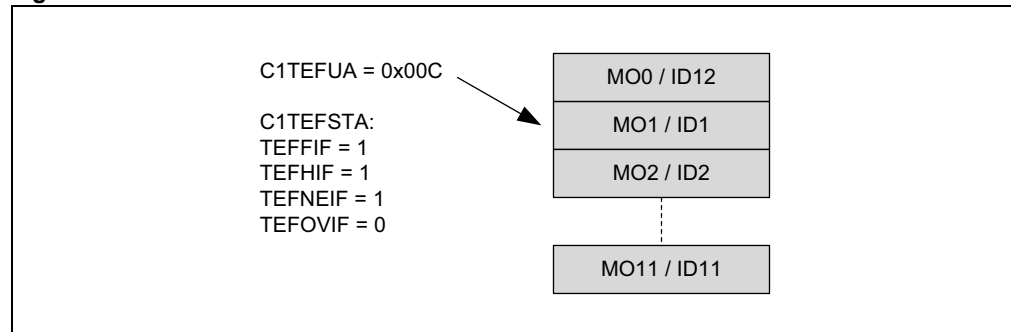 C1TEFUA = 0x00C
C1TEFSTA:
TEFFIF = 1
TEFHIF = 1
TEFNEIF = 1
TEFOVIF = 0
MO0 / ID12
MO1 / ID1
MO2 / ID2
MO11 / ID11